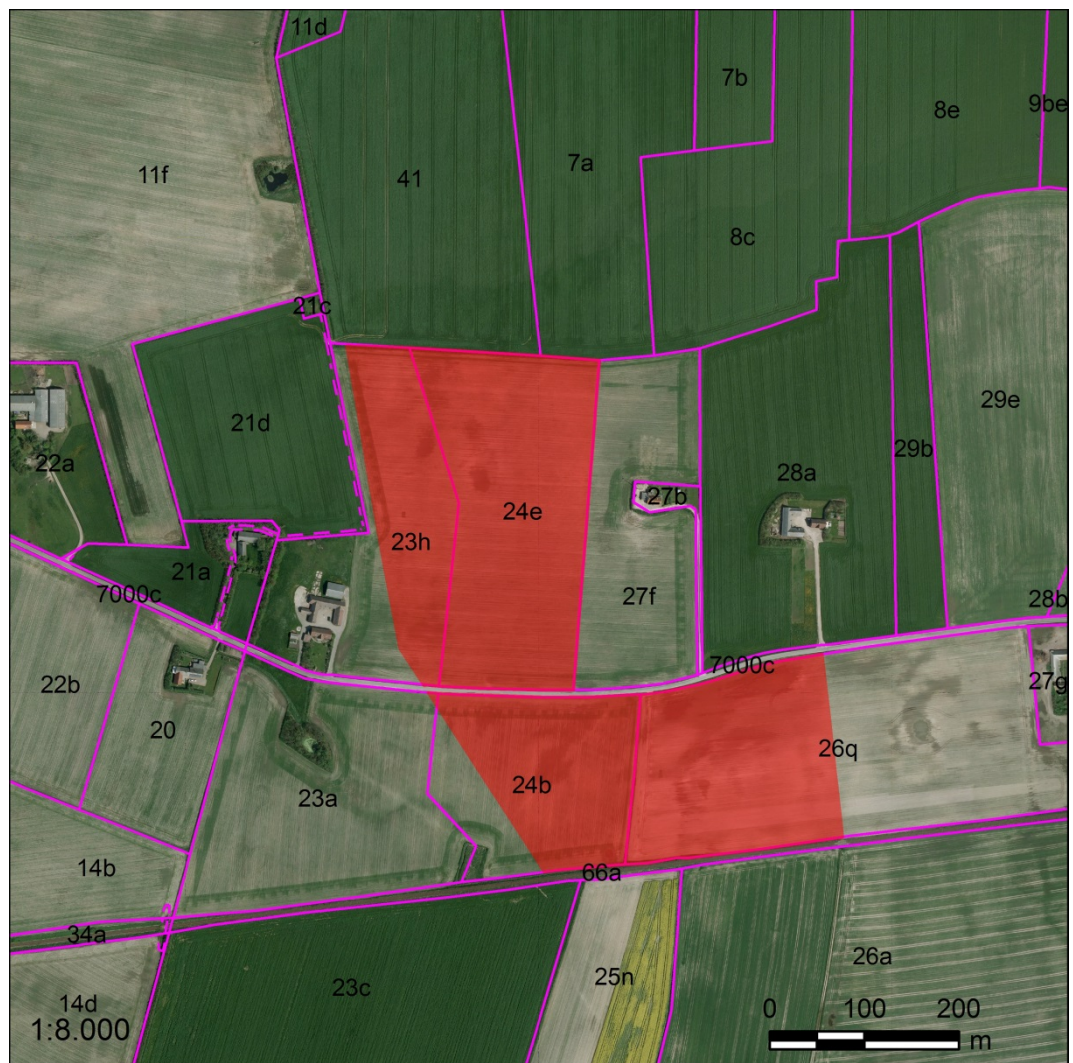 11d
7b
8e
9be
11f
41
7a
8c
21c
21d
29e
22a
27b
28a
29b
24e
23h
21a
7000c
27f
28b
7000c
22b
20
27g
26q
24b
23a
14b
66a
34a
26a
25n
23c
14d
1:8.000
0 100 200
m